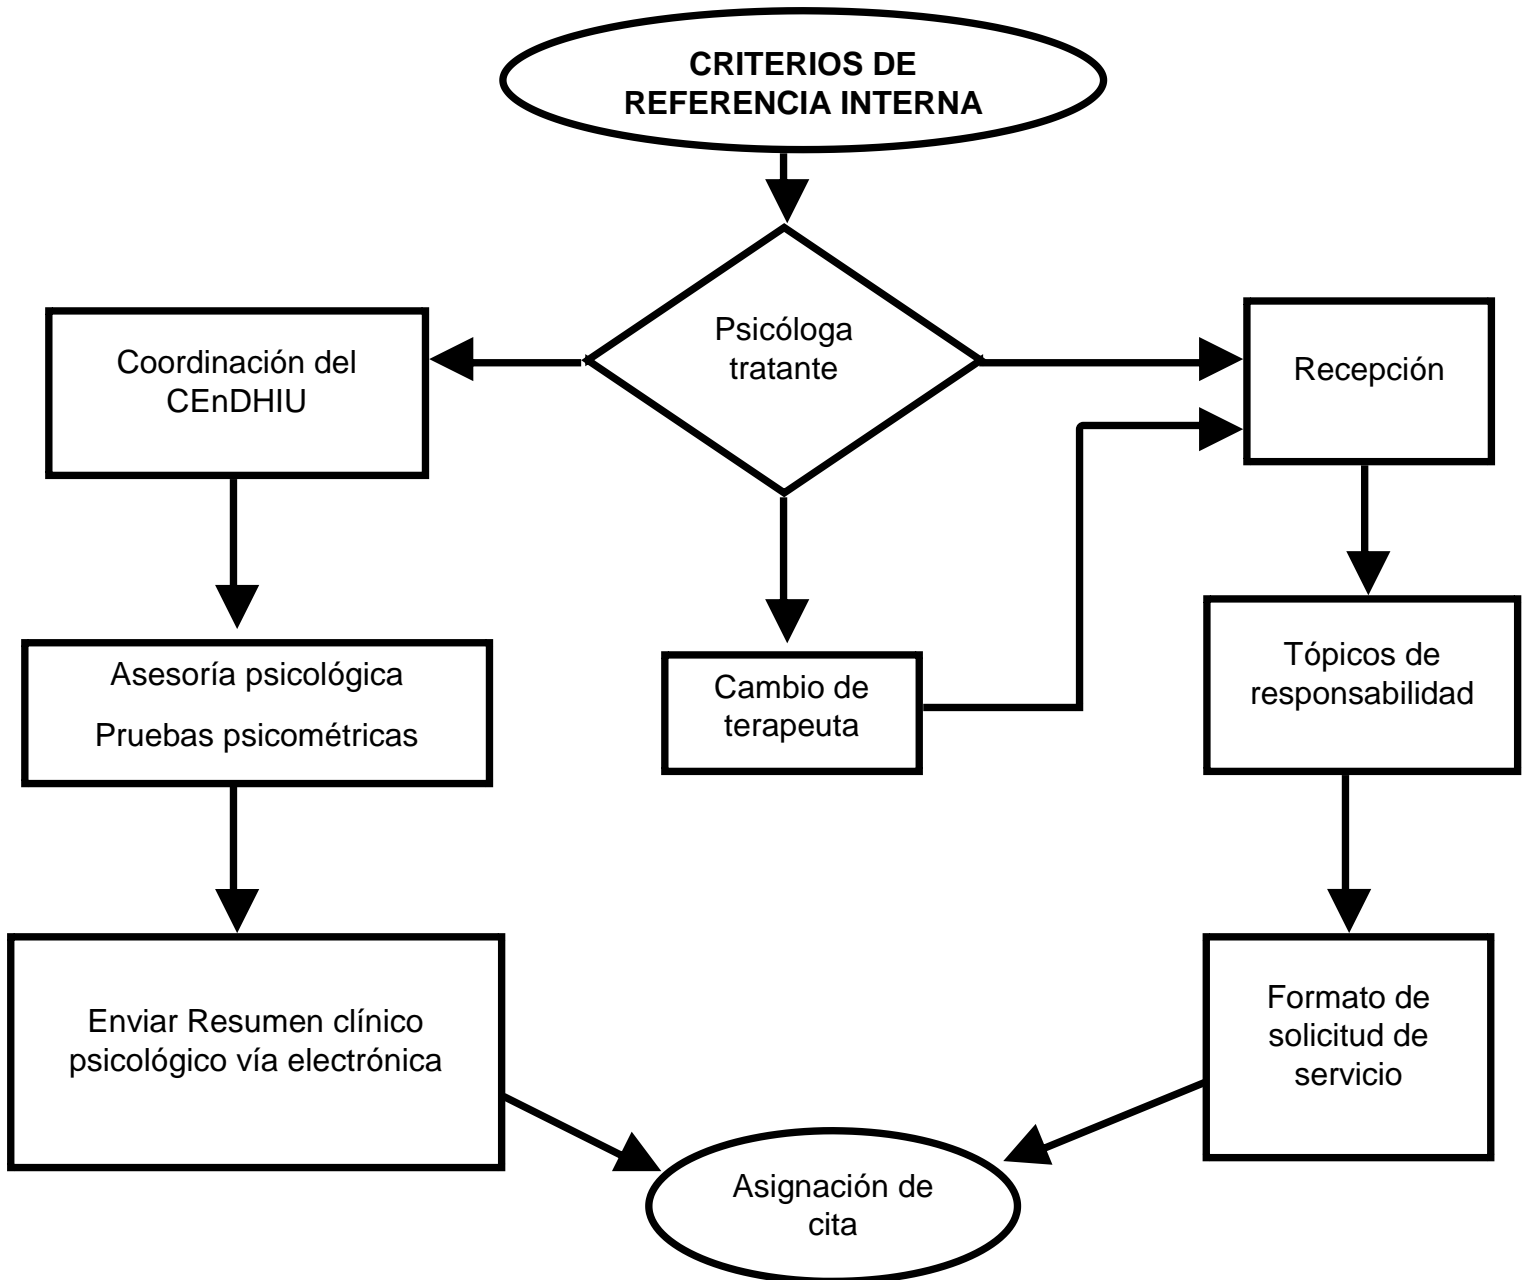 CRITERIOS DE
REFERENCIA INTERNA
Psicóloga
tratante
Coordinación del
CEnDHIU
Recepción
Asesoría psicológica
Pruebas psicométricas
Cambio de
terapeuta
Tópicos de
responsabilidad
Enviar Resumen clínico
psicológico vía electrónica
Formato de
solicitud de
servicio
Asignación de
cita